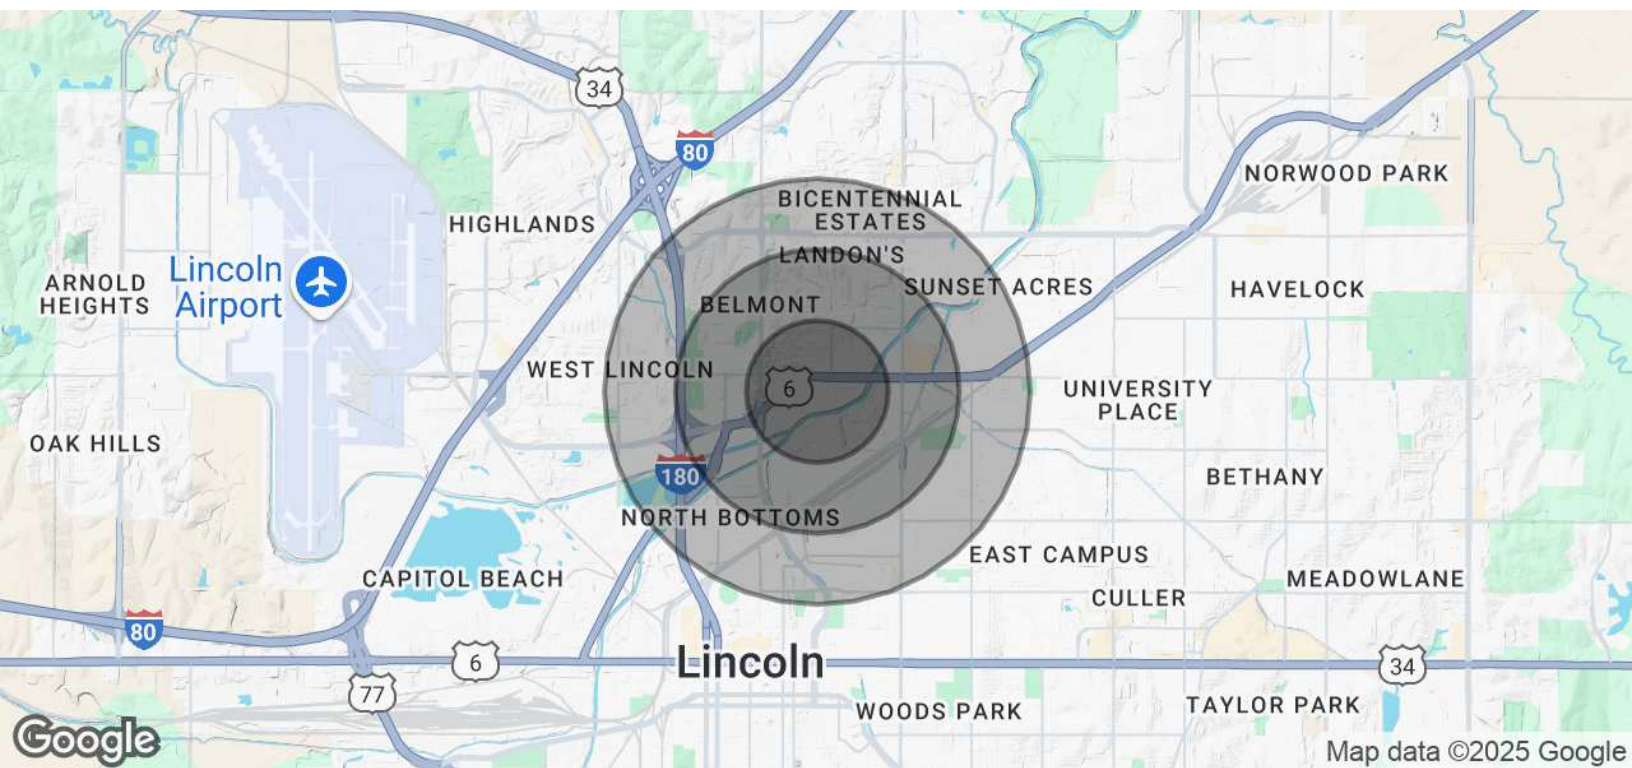 34
80
NORWOOD PARK
BICENTENNIAL
ESTATES
HIGHLANDS
LANDON'S
Lincoln
Airport
ARNOLD
HEIGHTS
SUNSET ACRES
HAVELOCK
BELMONT
WEST LINCOLN
6
UNIVERSITY
PLACE
OAK HILLS
180
BETHANY
NORTH BOTTOMS
EAST CAMPUS
CAPITOL BEACH
MEADOWLANE
CULLER
80
6
Lincoln
34
77
WOODS PARK
TAYLOR PARK
Google
Map data ©2025 Google